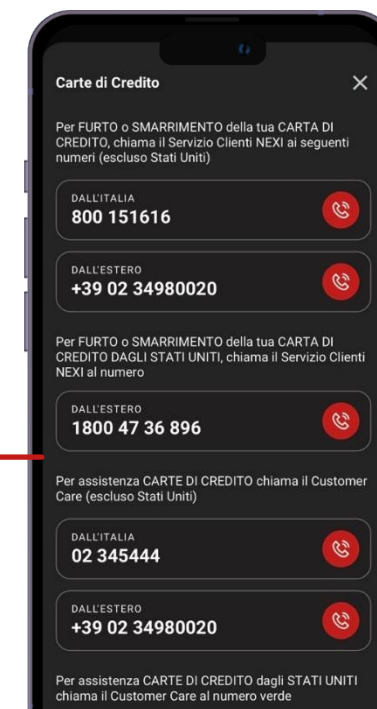 Carte di Credito
Per FURTO o SMARRIMENTO della tua CARTA DI
CREDITO, chiama il Servizio Clienti NEXI ai seguenti
numeri (escluso Stati Uniti)
DALL'ITALIA
800 151616
DALL'ESTERO
+39 02 34980020
Per FURTO o SMARRIMENTO della tua CARTA DI
CREDITO DAGLI STATI UNITI, chiama il Servizio Clienti
NEXI al numero
DALL'ESTERO
1800 47 36 896
Per assistenza CARTE DI CREDITO chiama il Customer
Care (escluso Stati Uniti)
DALL'ITALIA
02 345444
DALL'ESTERO
+39 02 34980020
Per assistenza CARTE DI CREDITO dagli STATI UNITI
chiama il Customer Care al numero verde